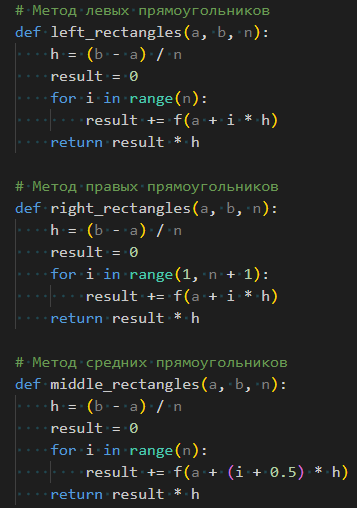 # Метод левых прямоугольников
def left_rectangles(a, b, n):
    h = (b - a) / n
    result = 0
    for i in range(n):
        result += f(a + i * h)
    return result * h

# Метод правых прямоугольников
def right_rectangles(a, b, n):
    h = (b - a) / n
    result = 0
    for i in range(1, n + 1):
        result += f(a + i * h)
    return result * h

# Метод средних прямоугольников
def middle_rectangles(a, b, n):
    h = (b - a) / n
    result = 0
    for i in range(n):
        result += f(a + (i + 0.5) * h)
    return result * h